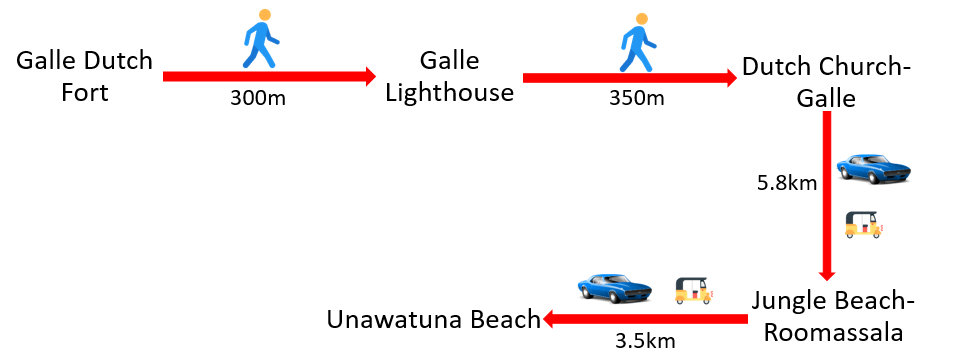 Galle Dutch
Fort
300m
Galle
Lighthouse
350m
Dutch Church-
Galle
5.8km
Jungle Beach-
Roomassala
3.5km
Unawatuna Beach